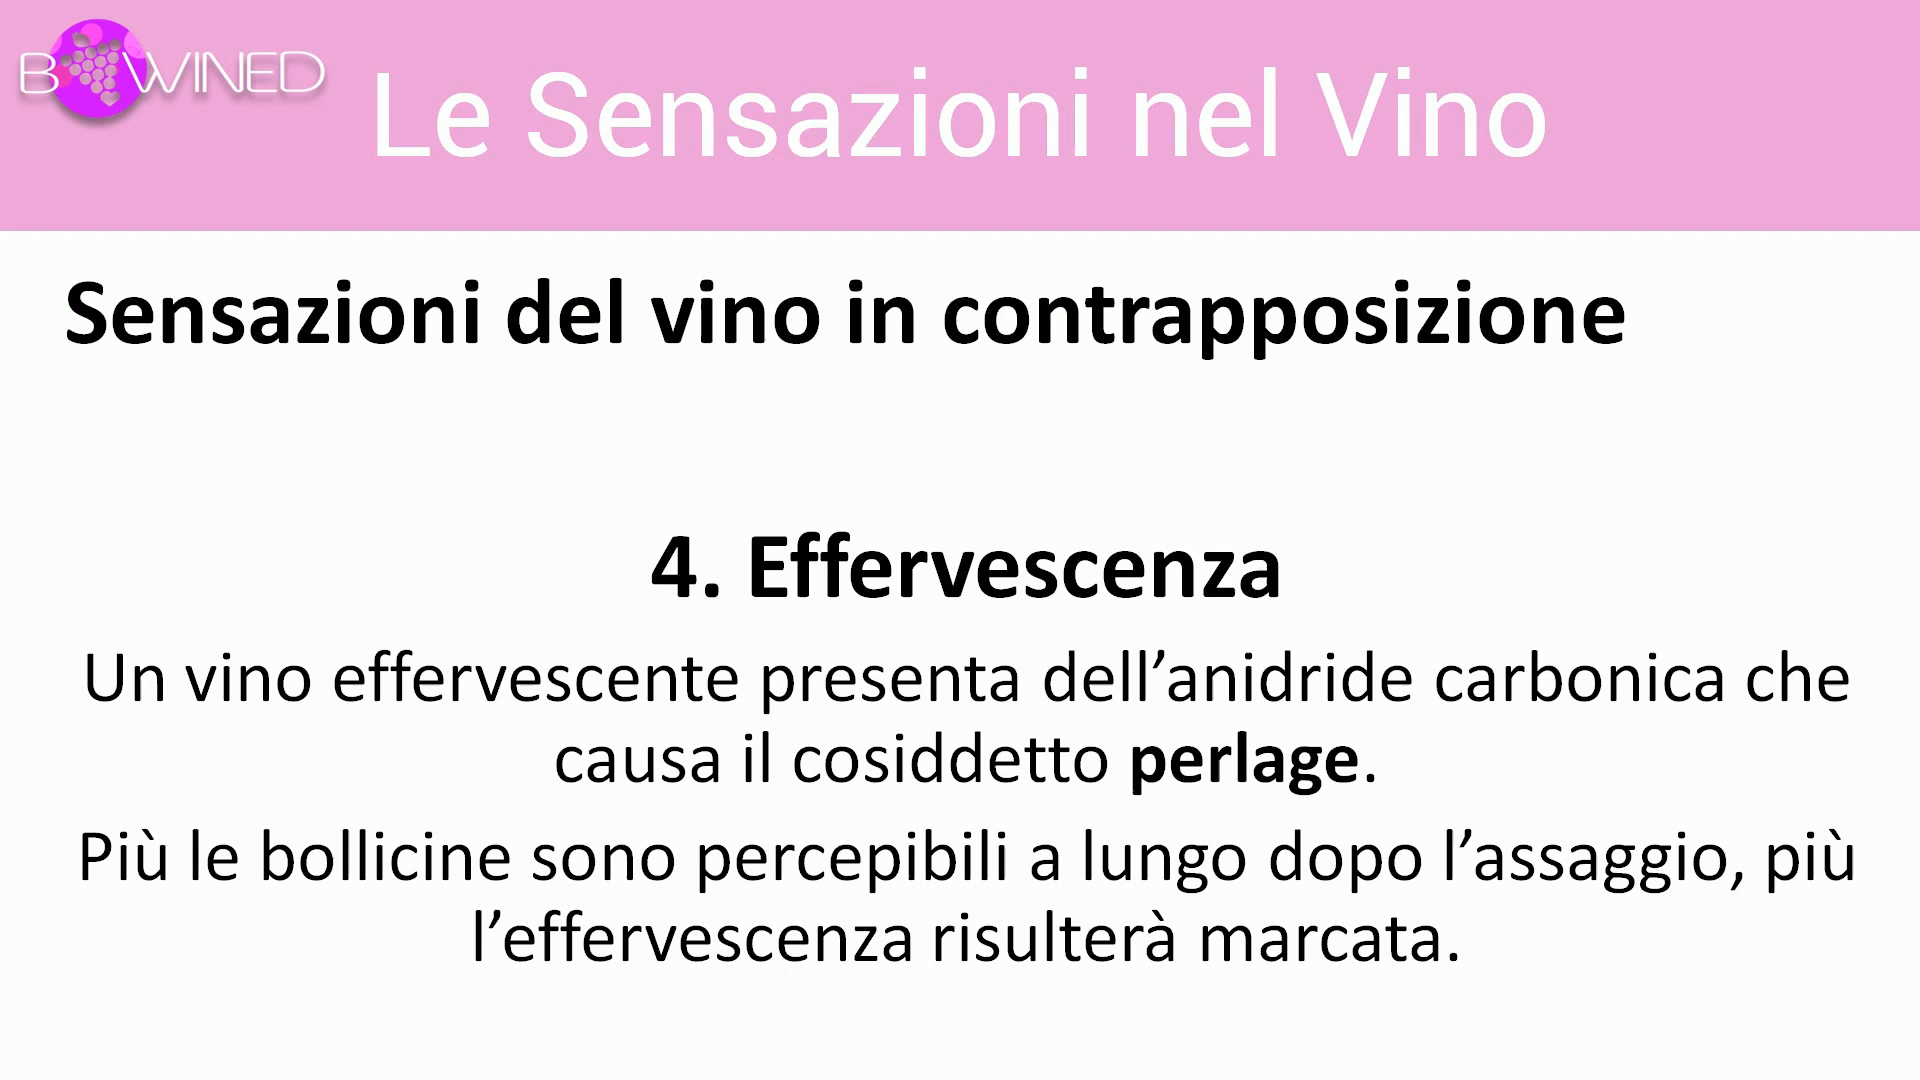 BOWINED
Le Sensazioni nel Vino
Sensazioni del vino in contrapposizione
4. Effervescenza
Un vino effervescente presenta dell’anidride carbonica che
causa il cosiddetto perlage.
Più le bollicine sono percepibili a lungo dopo l’assaggio, più
l’effervescenza risulterà marcata.